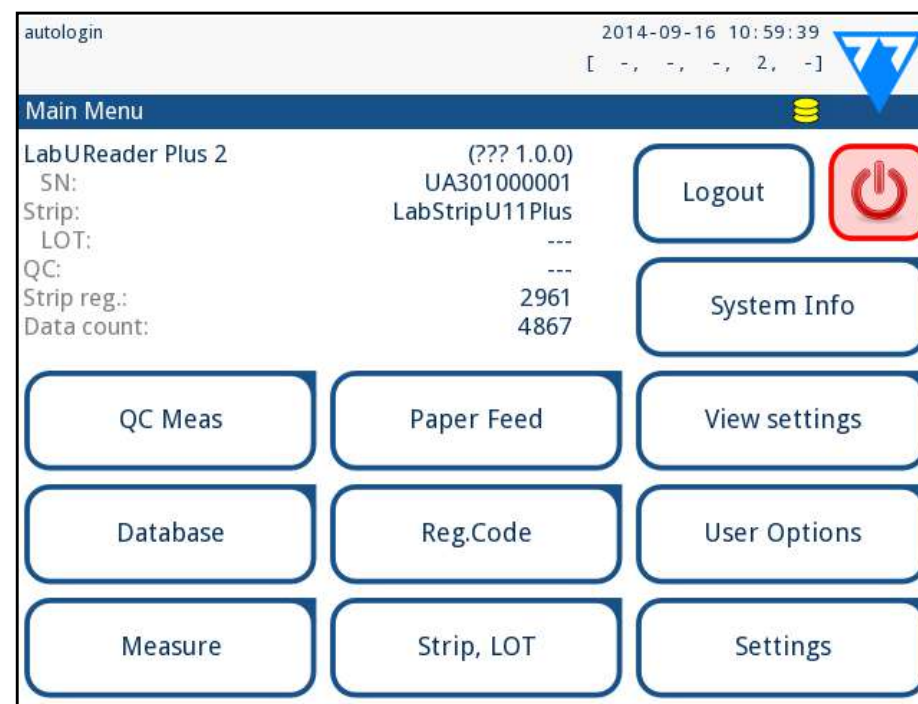 autologin
2014-09-16 10:59:39
[ -, -, -, 2, -]
Main Menu
LabUReader Plus 2 (??? 1.0.0)
SN: UA301000001
Strip: LabStripU11Plus
LOT: ---
QC: ---
Strip reg.: 2961
Data count: 4867
Logout
System Info
QC Meas Paper Feed View settings
Database Reg.Code User Options
Measure Strip, LOT Settings